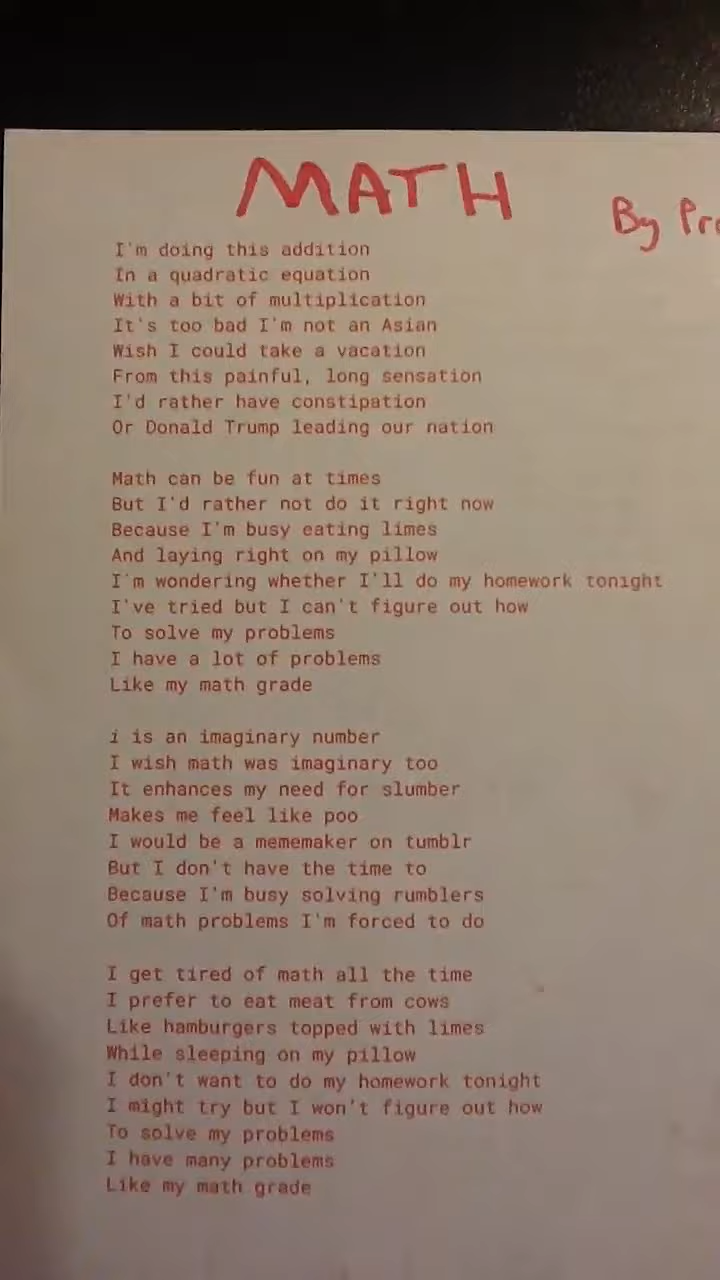 MATH
By
I'm doing this addition
In a quadratic equation
With a bit of multiplication
It's too bad I'm not an Asian
Wish I could take a vacation
From this painful, long sensation
I'd rather have constipation
Or Donald Trump leading our nation
Math can be fun at times
But I'd rather not do it right now
Because I'm busy eating limes
And laying right on my pillow
I'm wondering whether I'll do my homework tonight
I've tried but I can't figure out how
To solve my problems
I have a lot of problems
Like my math grade
i is an imaginary number
I wish math was imaginary too
It enhances my need for slumber
Makes me feel like poo
I would be a mememaker on tumblr
But I don't have the time to
Because I'm busy solving rumblers
Of math problems I'm forced to do
I get tired of math all the time
I prefer to eat meat from cows
Like hamburgers topped with limes
While sleeping on my pillow
I don't want to do my homework tonight
I might try but I won't figure out how
To solve my problems
I have many problems
Like my math grade